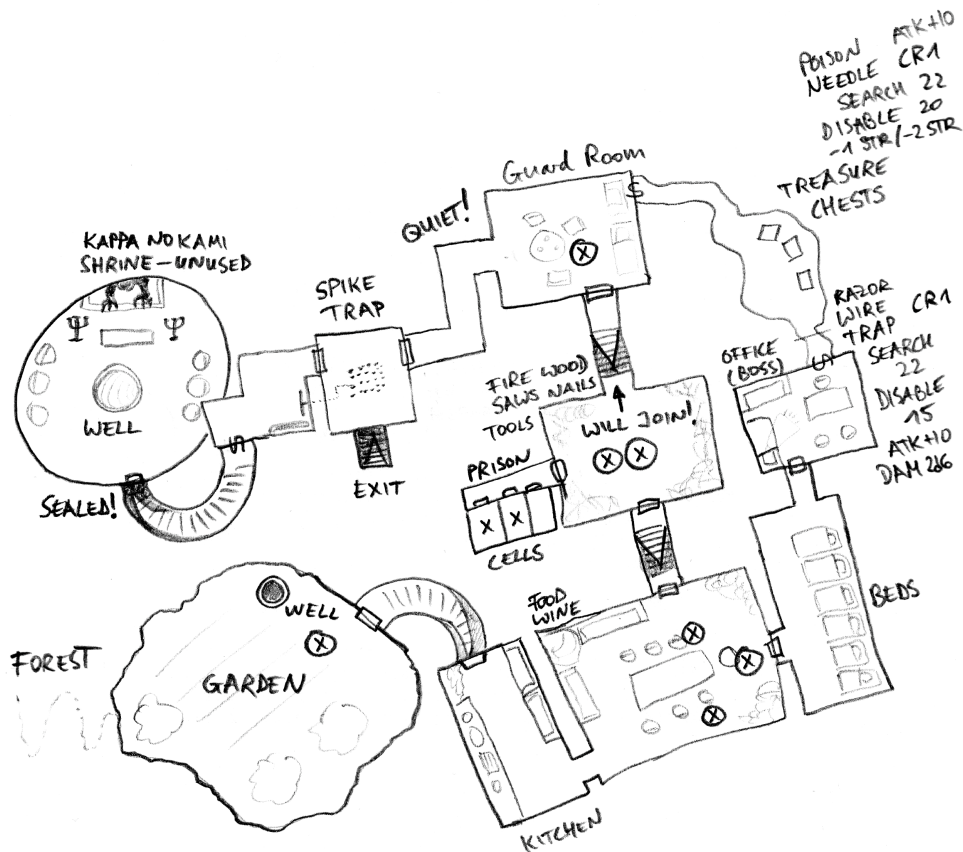 POISON ATK+10
NEEDLE CR1
SEARCH 22
DISABLE 20
-1 STR/-2 STR
TREASURE
CHESTS
Guard Room
QUIET!
KAPPA NO KAMI
SHRINE-UNUSED
SPIKE
TRAP
WELL
SEALED!
EXIT
FIRE WOOD
SAWS NAILS
TOOLS
WILL JOIN!
PRISON
CELLS
OFFICE
(BOSS)
RAZOR
WIRE
TRAP CR1
SEARCH
22
DISABLE
15
ATK+10
DAM 2d6
BEDS
FOOD
WINE
KITCHEN
WELL
GARDEN
FOREST
S
S
S
X
X
X
X
X
X
X
X
X